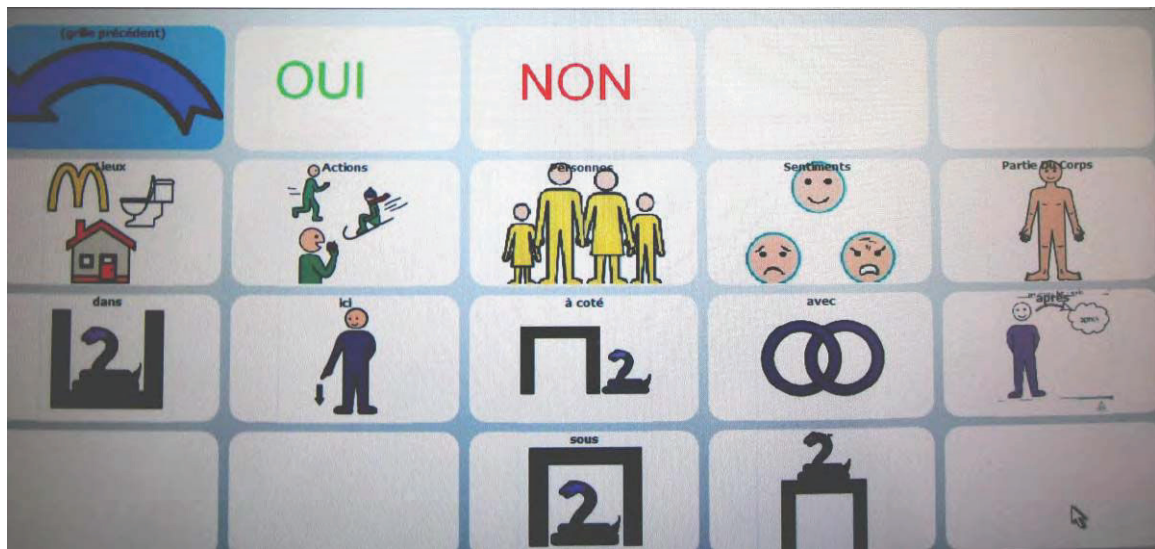 (grille précédent)
OUI
NON
Lieux
Actions
Personnes
Sentiments
Partie Du Corps
dans
ici
à coté
avec
après
sous